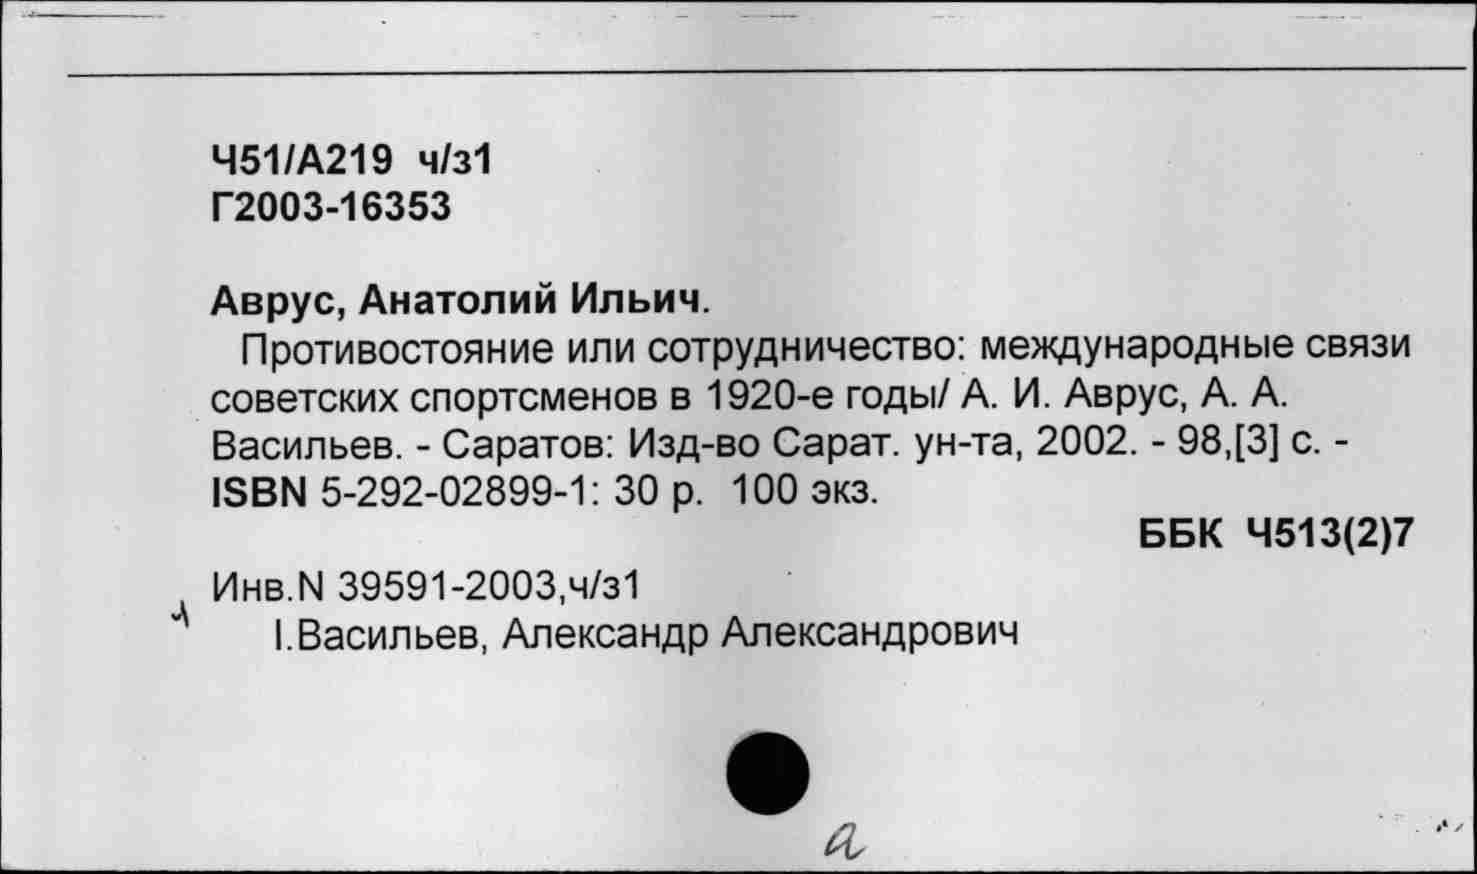 Ч51/А219 ч/з1
Г2003-16353
Аврус, Анатолий Ильич.
Противостояние или сотрудничество: международные связи
советских спортсменов в 1920-е годы/ А. И. Аврус, А. А.
Васильев. - Саратов: Изд-во Сарат. ун-та, 2002. - 98,[3] с. -
ISBN 5-292-02899-1: 30 р. 100 экз.
ББК Ч513(2)7
Инв.N 39591-2003,ч/з1
I.Васильев, Александр Александрович
а